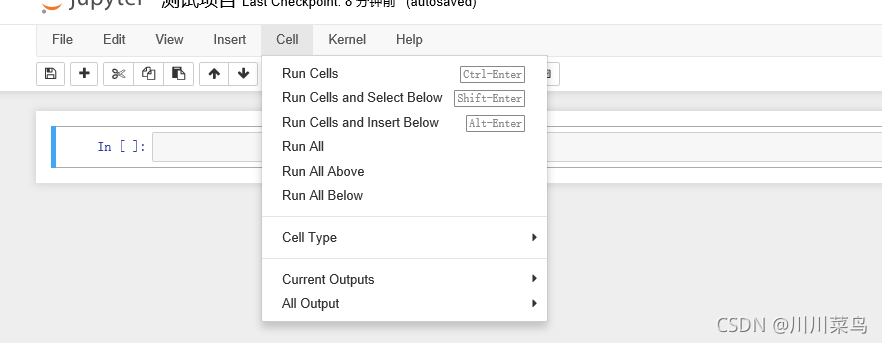 Jupyter 测试项目 Last Checkpoint: 8 分钟前 (autosaved)
File Edit View Insert Cell Kernel Help
Run Cells Ctrl-Enter
Run Cells and Select Below Shift-Enter
Run Cells and Insert Below Alt-Enter
In [ ]:
Run All
Run All Above
Run All Below
Cell Type
Current Outputs
All Output
CSDN @川川菜鸟